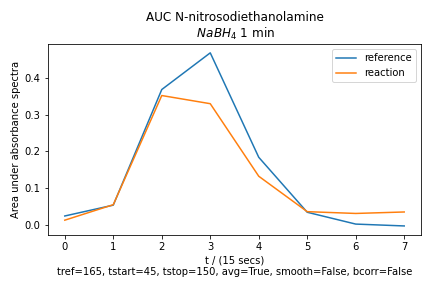 AUC N-nitrosodiethanolamine
NaBH₄ 1 min
reference
reaction
Area under absorbance spectra
0.4
0.3
0.2
0.1
0.0
0 1 2 3 4 5 6 7
t / (15 secs)
tref=165, tstart=45, tstop=150, avg=True, smooth=False, bcorr=False